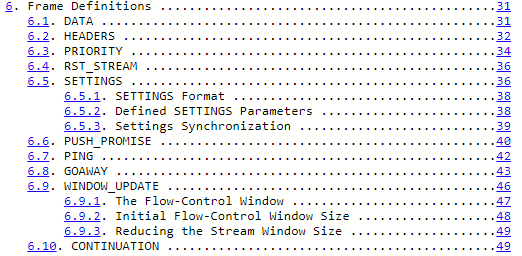 6. Frame Definitions ...............................................31
6.1. DATA ......................................................31
6.2. HEADERS ...................................................32
6.3. PRIORITY ..................................................34
6.4. RST_STREAM ................................................36
6.5. SETTINGS ..................................................36
6.5.1. SETTINGS Format ....................................38
6.5.2. Defined SETTINGS Parameters ........................38
6.5.3. Settings Synchronization ...........................39
6.6. PUSH_PROMISE ..............................................40
6.7. PING ......................................................42
6.8. GOAWAY ....................................................43
6.9. WINDOW_UPDATE .............................................46
6.9.1. The Flow-Control Window ............................47
6.9.2. Initial Flow-Control Window Size ...................48
6.9.3. Reducing the Stream Window Size ....................49
6.10. CONTINUATION .............................................49